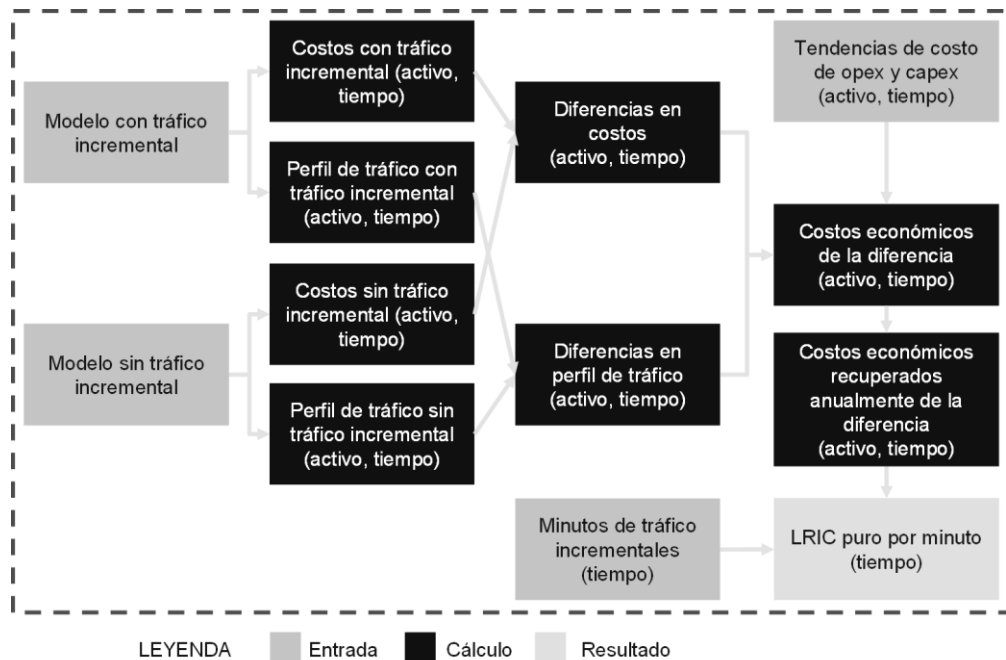 Modelo con tráfico
incremental
Modelo sin tráfico
incremental
Costos con tráfico
incremental (activo,
tiempo)
Perfil de tráfico con
tráfico incremental
(activo, tiempo)
Costos sin tráfico
incremental (activo,
tiempo)
Perfil de tráfico sin
tráfico incremental
(activo, tiempo)
Diferencias en
costos
(activo, tiempo)
Diferencias en
perfil de tráfico
(activo, tiempo)
Minutos de tráfico
incrementales
(tiempo)
Tendencias de costo
de opex y capex
(activo, tiempo)
Costos económicos
de la diferencia
(activo, tiempo)
Costos económicos
recuperados
anualmente de la
diferencia
(activo, tiempo)
LRIC puro por minuto
(tiempo)
LEYENDA
Entrada
Cálculo
Resultado